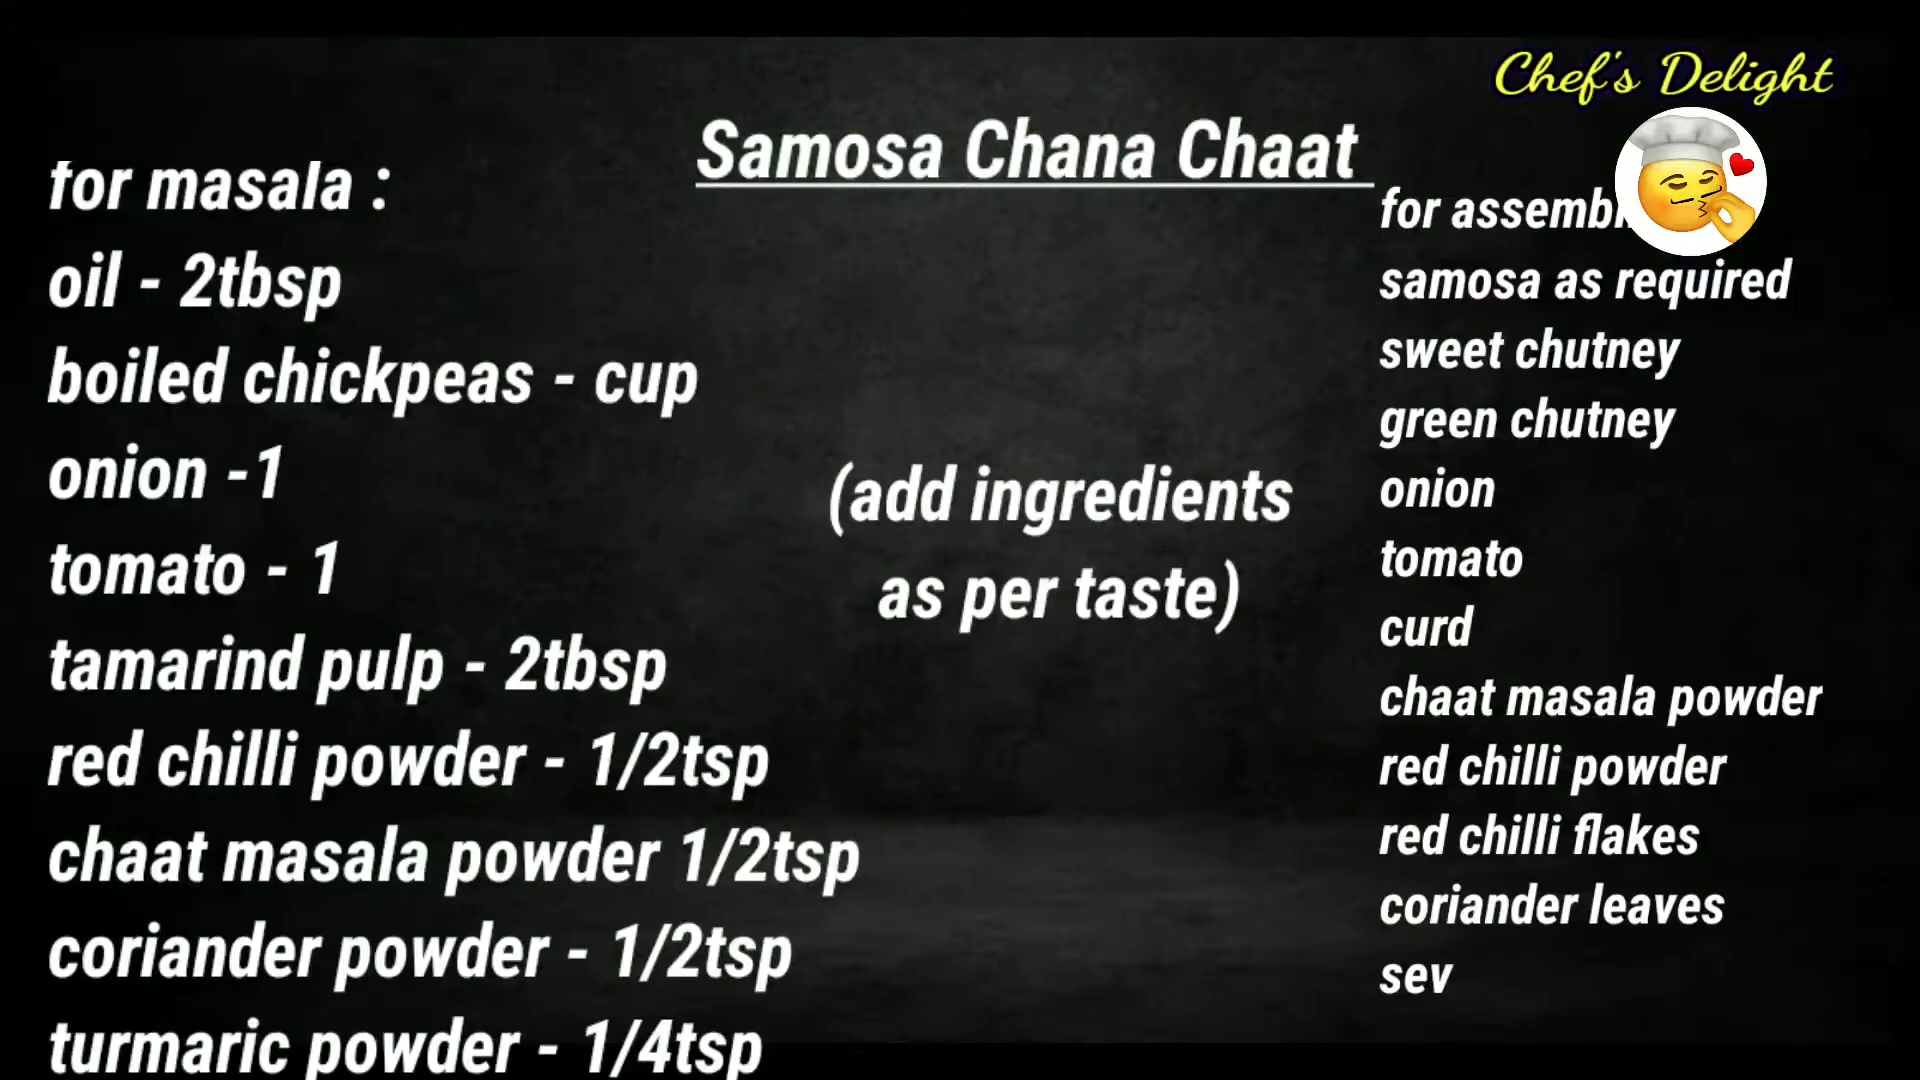 Chef's Delight
Samosa Chana Chaat
for masala :
oil - 2tbsp
boiled chickpeas - cup
onion -1
tomato - 1
tamarind pulp - 2tbsp
red chilli powder - 1/2tsp
chaat masala powder 1/2tsp
coriander powder - 1/2tsp
turmaric powder - 1/4tsp
(add ingredients
as per taste)
for
samosa as required
sweet chutney
green chutney
onion
tomato
curd
chaat masala powder
red chilli powder
red chilli flakes
coriander leaves
sev